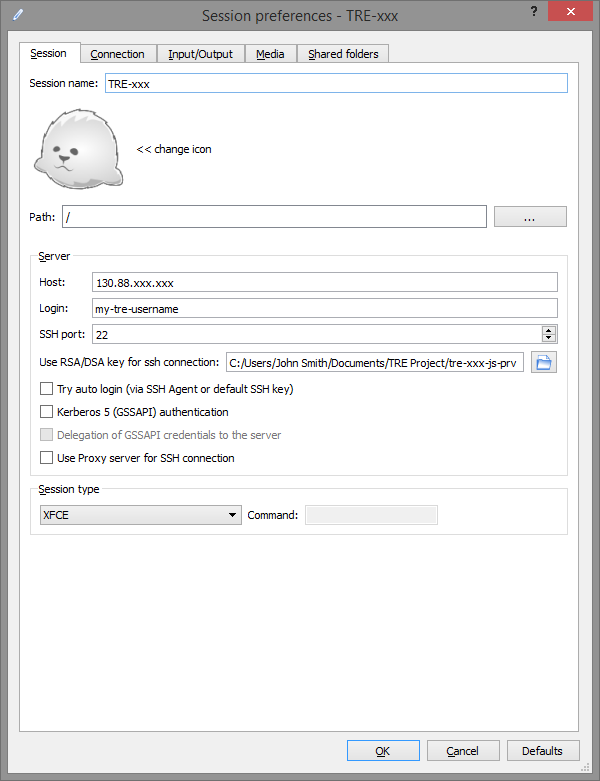 Session preferences - TRE-xxx
?
Session Connection Input/Output Media Shared folders
Session name: TRE-xxx
<< change icon
Path: / ...
Server
Host: 130.88.xxx.xxx
Login: my-tre-username
SSH port: 22
Use RSA/DSA key for ssh connection: C:/Users/John Smith/Documents/TRE Project/tre-xxx-js-prv
Try auto login (via SSH Agent or default SSH key)
Kerberos 5 (GSSAPI) authentication
Delegation of GSSAPI credentials to the server
Use Proxy server for SSH connection
Session type
XFCE Command:
OK Cancel Defaults